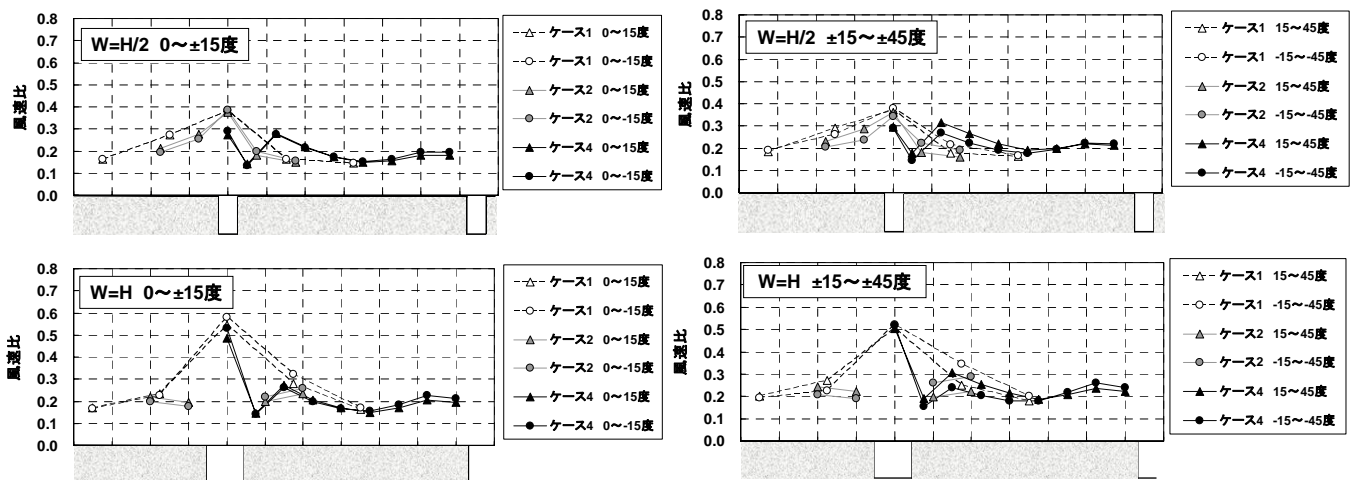 風速比
0.8
0.7
0.6
0.5
0.4
0.3
0.2
0.1
0.0
W=H/2 0～±15度
ケース1 0～15度
ケース1 0～-15度
ケース2 0～15度
ケース2 0～-15度
ケース4 0～15度
ケース4 0～-15度
風速比
0.8
0.7
0.6
0.5
0.4
0.3
0.2
0.1
0.0
W=H/2 ±15～±45度
ケース1 15～45度
ケース1 -15～-45度
ケース2 15～45度
ケース2 -15～-45度
ケース4 15～45度
ケース4 -15～-45度
風速比
0.8
0.7
0.6
0.5
0.4
0.3
0.2
0.1
0.0
W=H 0～±15度
ケース1 0～15度
ケース1 0～-15度
ケース2 0～15度
ケース2 0～-15度
ケース4 0～15度
ケース4 0～-15度
風速比
0.8
0.7
0.6
0.5
0.4
0.3
0.2
0.1
0.0
W=H ±15～±45度
ケース1 15～45度
ケース1 -15～-45度
ケース2 15～45度
ケース2 -15～-45度
ケース4 15～45度
ケース4 -15～-45度